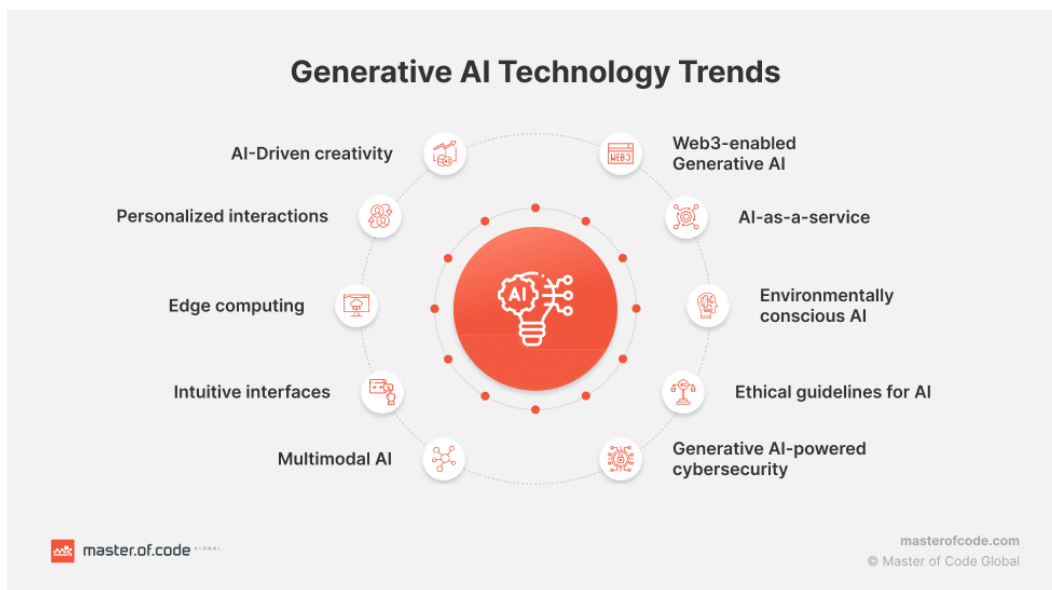 Generative AI Technology Trends
AI-Driven creativity
Personalized interactions
Edge computing
Intuitive interfaces
Multimodal AI
Web3-enabled
Generative AI
WEB3
AI-as-a-service
Environmentally
conscious AI
Ethical guidelines for AI
AI
Generative AI-powered
cybersecurity
AI
master.of.code
masterofcode.com
© Master of Code Global